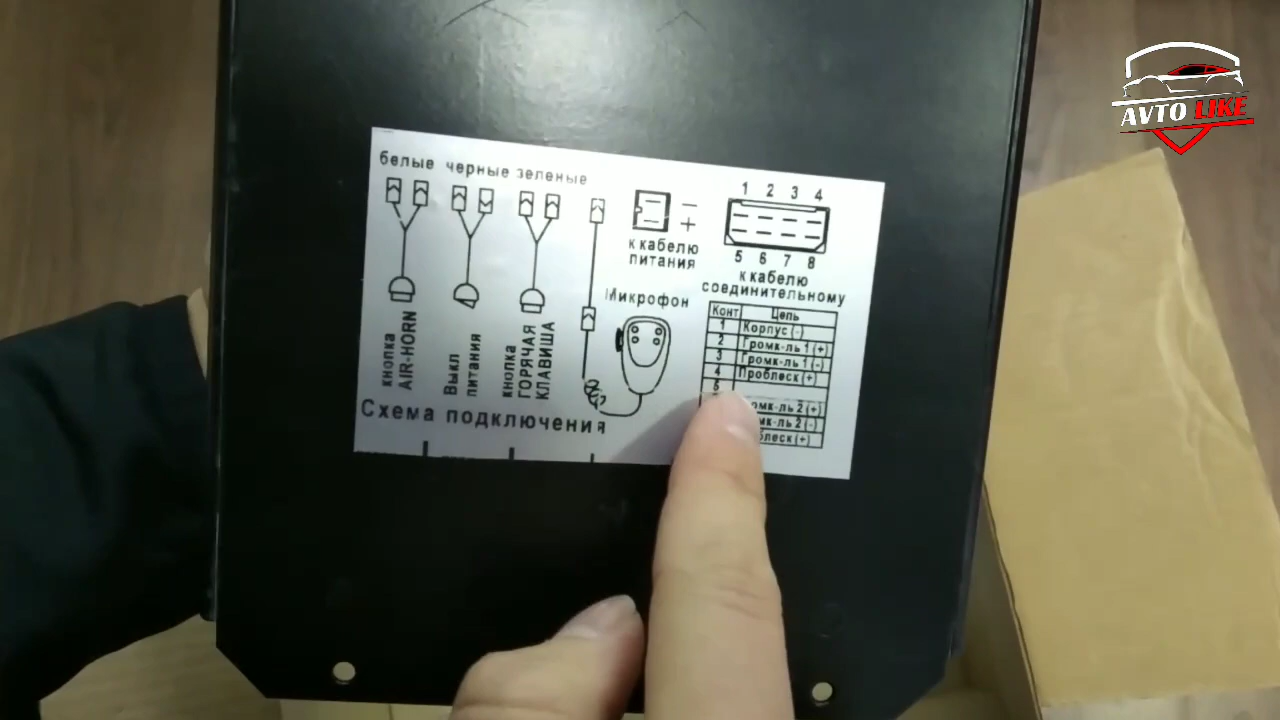 AVTO LIKE
белые черные зеленые
кнопка AIR-HORN
Выкл питания
кнопка ГОРЯЧАЯ КЛАВИША
− +
к кабелю питания
Микрофон
1 2 3 4
5 6 7 8
к кабелю соединительному
Конт Цепь
1 Корпус (-)
2 Громк-ль 1 (+)
3 Громк-ль 1 (-)
4 Проблеск (+)
5
(+)
2 (-)
(+)
Схема подключения